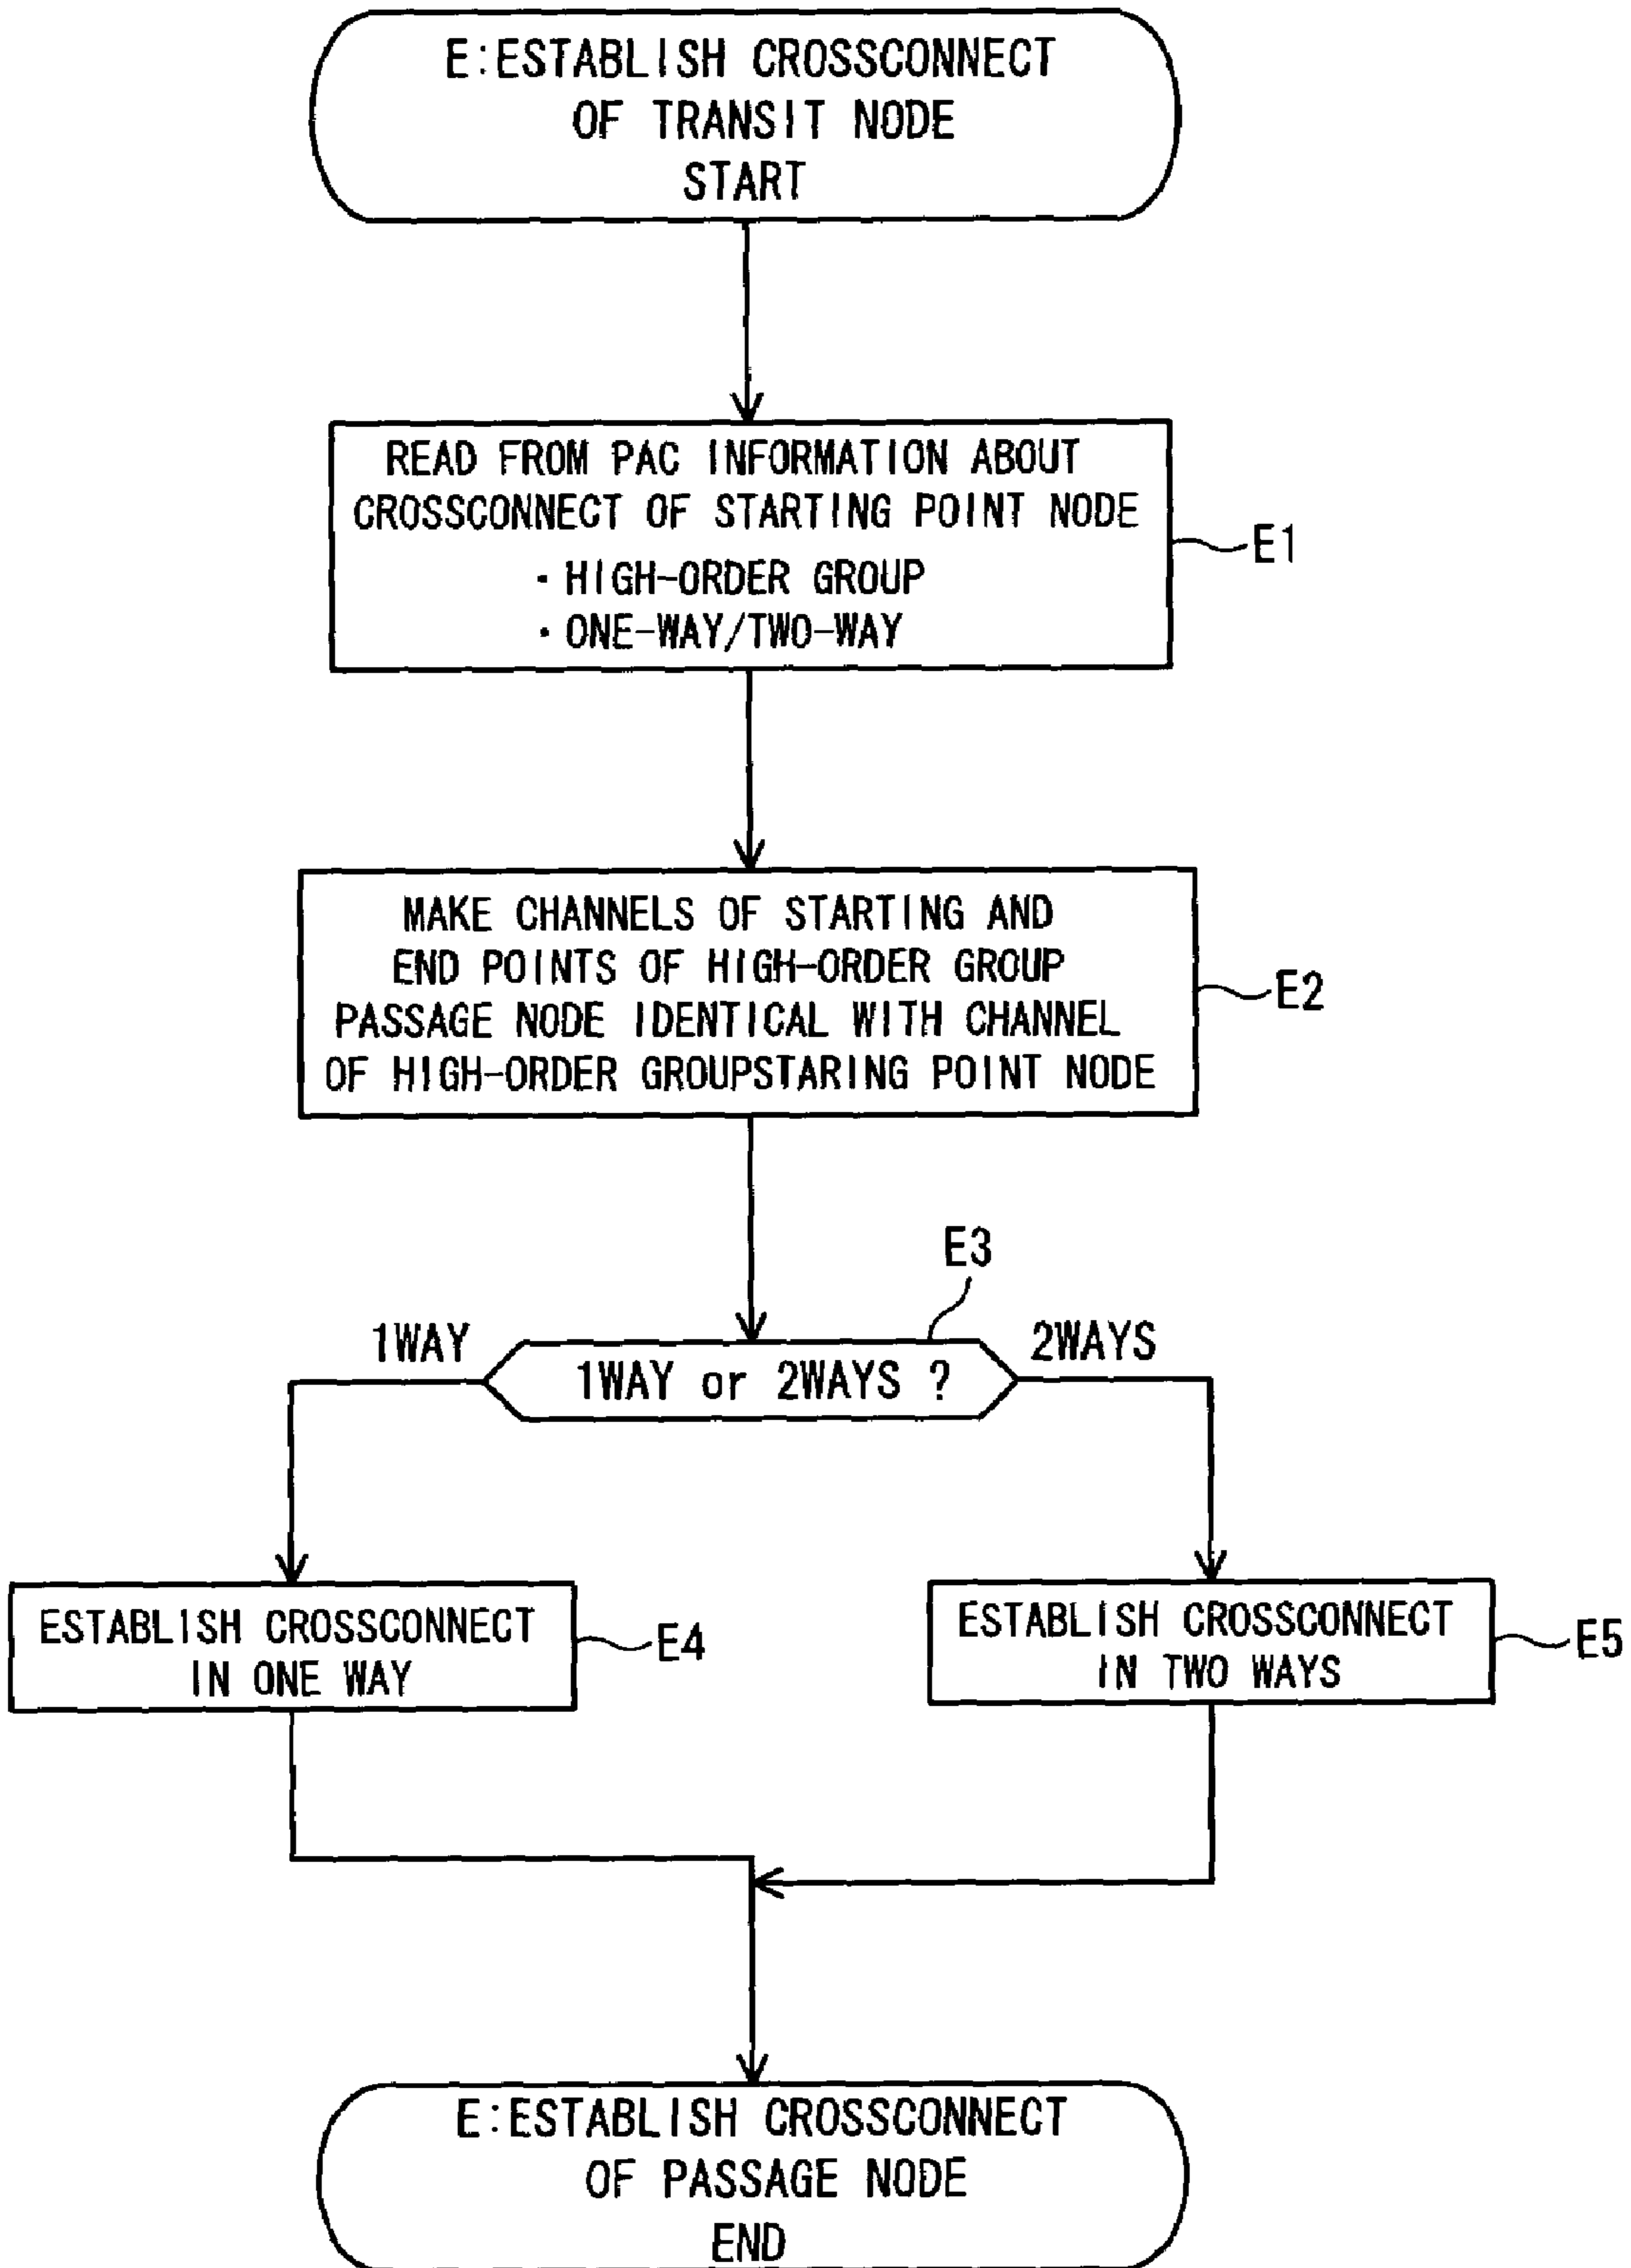 E:ESTABLISH CROSSCONNECT
OF TRANSIT NODE
START
READ FROM PAC INFORMATION ABOUT
CROSSCONNECT OF STARTING POINT NODE
・HIGH-ORDER GROUP
・ONE-WAY/TWO-WAY
E1
MAKE CHANNELS OF STARTING AND
END POINTS OF HIGH-ORDER GROUP
PASSAGE NODE IDENTICAL WITH CHANNEL
OF HIGH-ORDER GROUPSTARING POINT NODE
E2
E3
1WAY
1WAY or 2WAYS ?
2WAYS
ESTABLISH CROSSCONNECT
IN ONE WAY
E4
ESTABLISH CROSSCONNECT
IN TWO WAYS
E5
E:ESTABLISH CROSSCONNECT
OF PASSAGE NODE
END